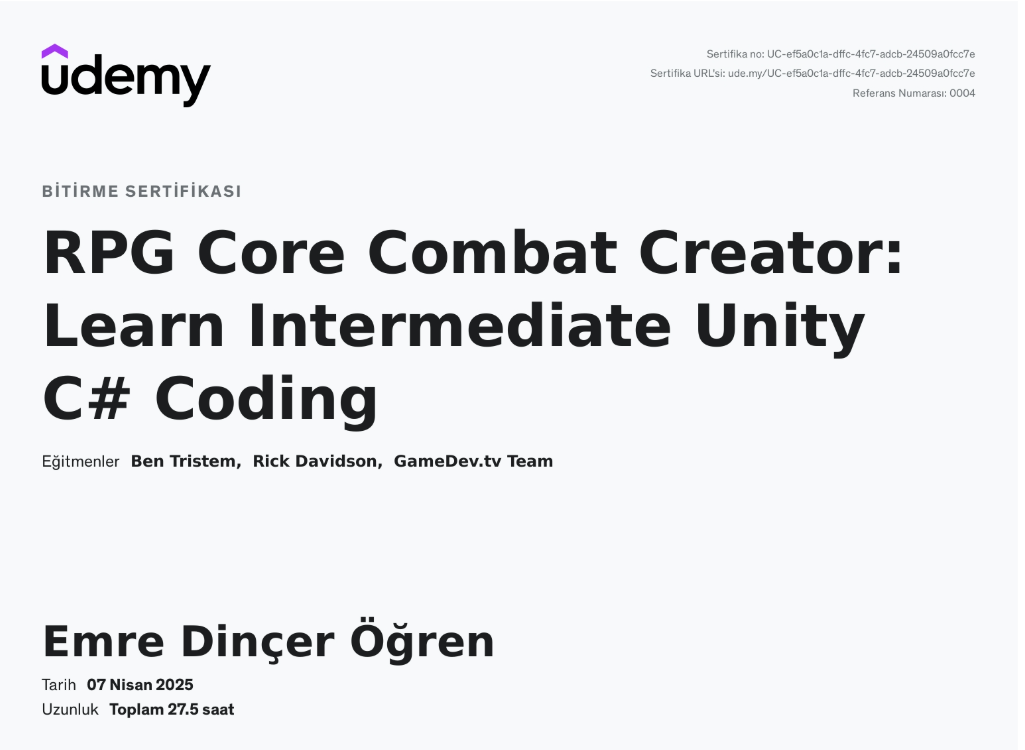 udemy
Sertifika no: UC-ef5a0c1a-dffc-4fc7-adcb-24509a0fcc7e
Sertifika URL'si: ude.my/UC-ef5a0c1a-dffc-4fc7-adcb-24509a0fcc7e
Referans Numarası: 0004
BİTİRME SERTİFİKASI
RPG Core Combat Creator:
Learn Intermediate Unity
C# Coding
Eğitmenler Ben Tristem, Rick Davidson, GameDev.tv Team
Emre Dinçer Öğren
Tarih 07 Nisan 2025
Uzunluk Toplam 27.5 saat